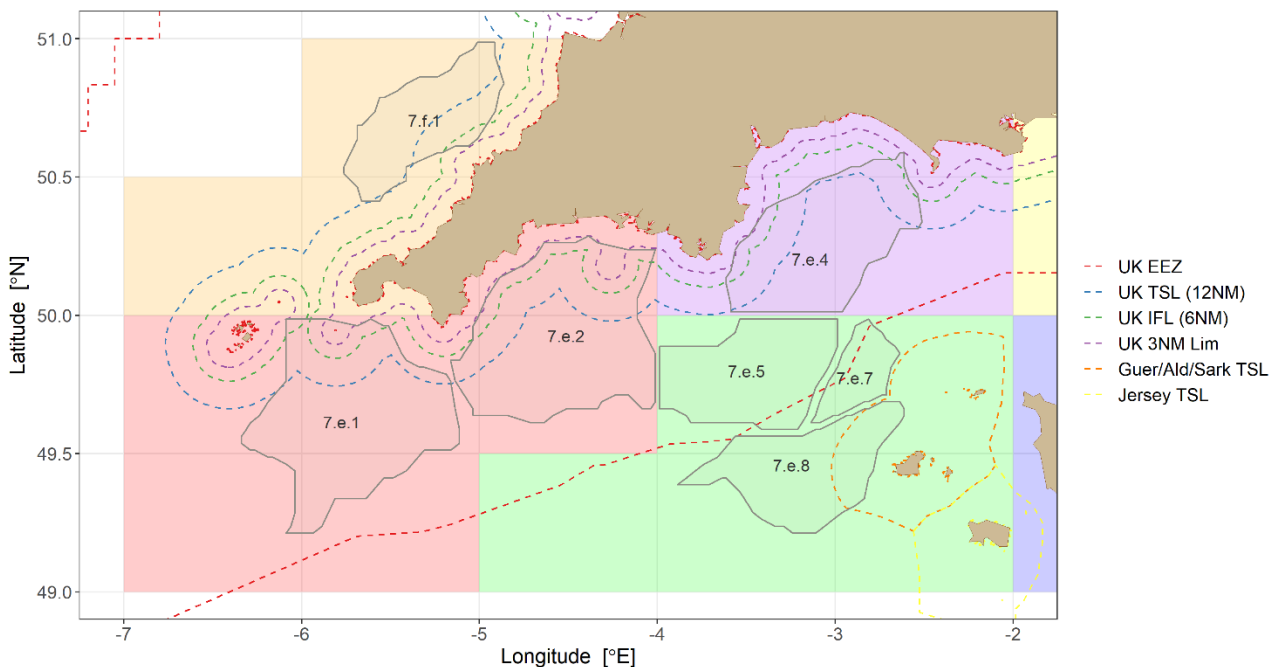 51.0
50.5
50.0
49.5
49.0
Latitude [°N]
7.f.1
7.e.4
7.e.2
7.e.5
7.e.7
7.e.1
7.e.8
-7
-6
-5
-4
-3
-2
Longitude [°E]
UK EEZ
UK TSL (12NM)
UK IFL (6NM)
UK 3NM Lim
Guer/Ald/Sark TSL
Jersey TSL